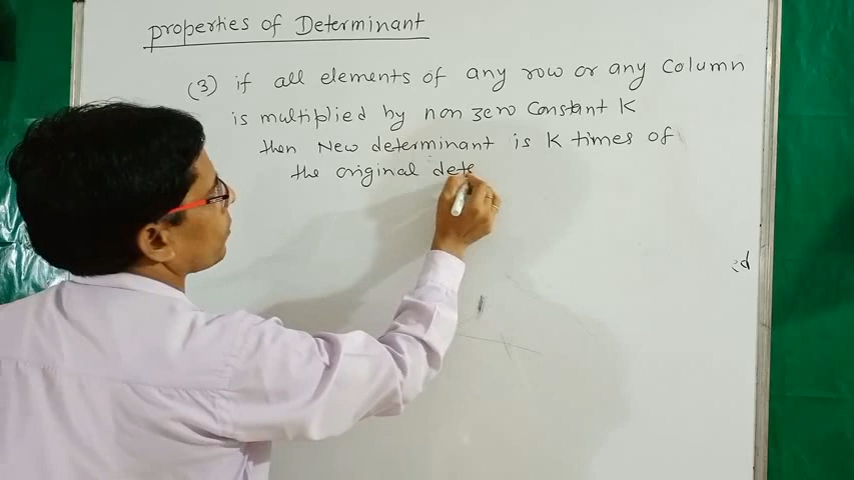 properties of Determinant
(3) if all elements of any row or any Column
is multiplied by non zero Constant K
then New determinant is K times of
the original dete